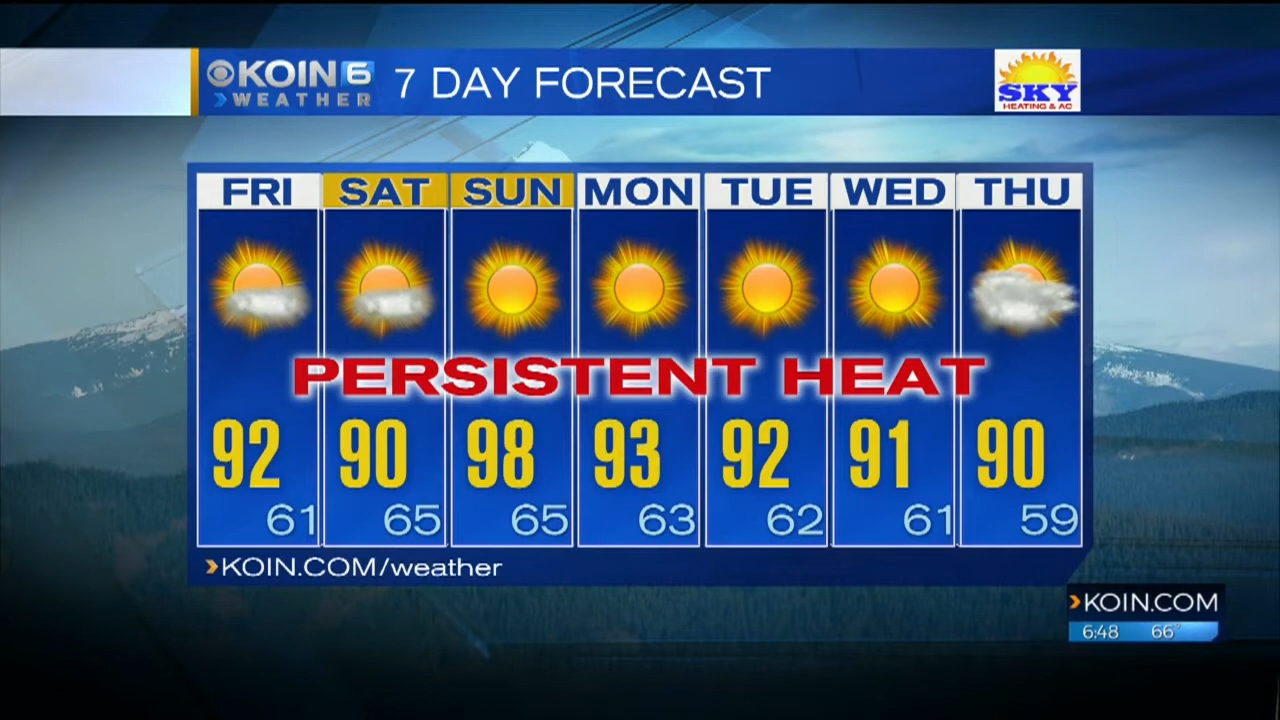 KOIN 6
WEATHER
7 DAY FORECAST
SKY
HEATING & AC
FRI SAT SUN MON TUE WED THU
PERSISTENT HEAT
92 90 98 93 92 91 90
61 65 65 63 62 61 59
KOIN.COM/weather
KOIN.COM
6:48 66°